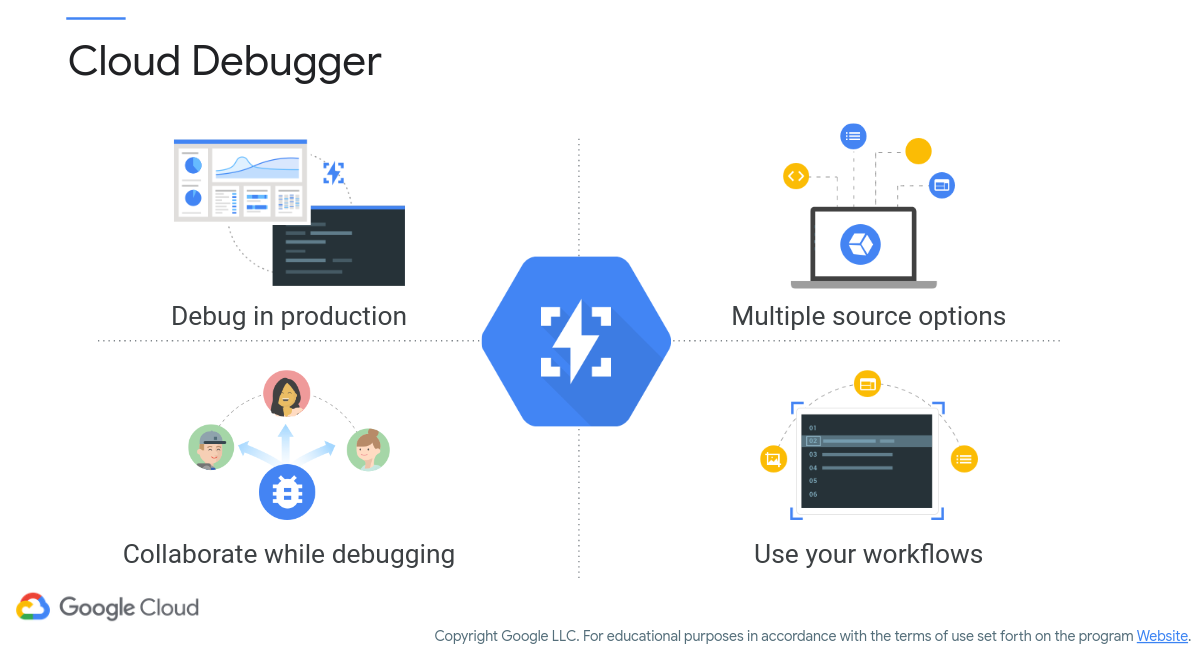 Cloud Debugger
Debug in production
Multiple source options
01
02
03
04
05
06
Collaborate while debugging
Use your workflows
Google Cloud
Copyright Google LLC. For educational purposes in accordance with the terms of use set forth on the program Website.